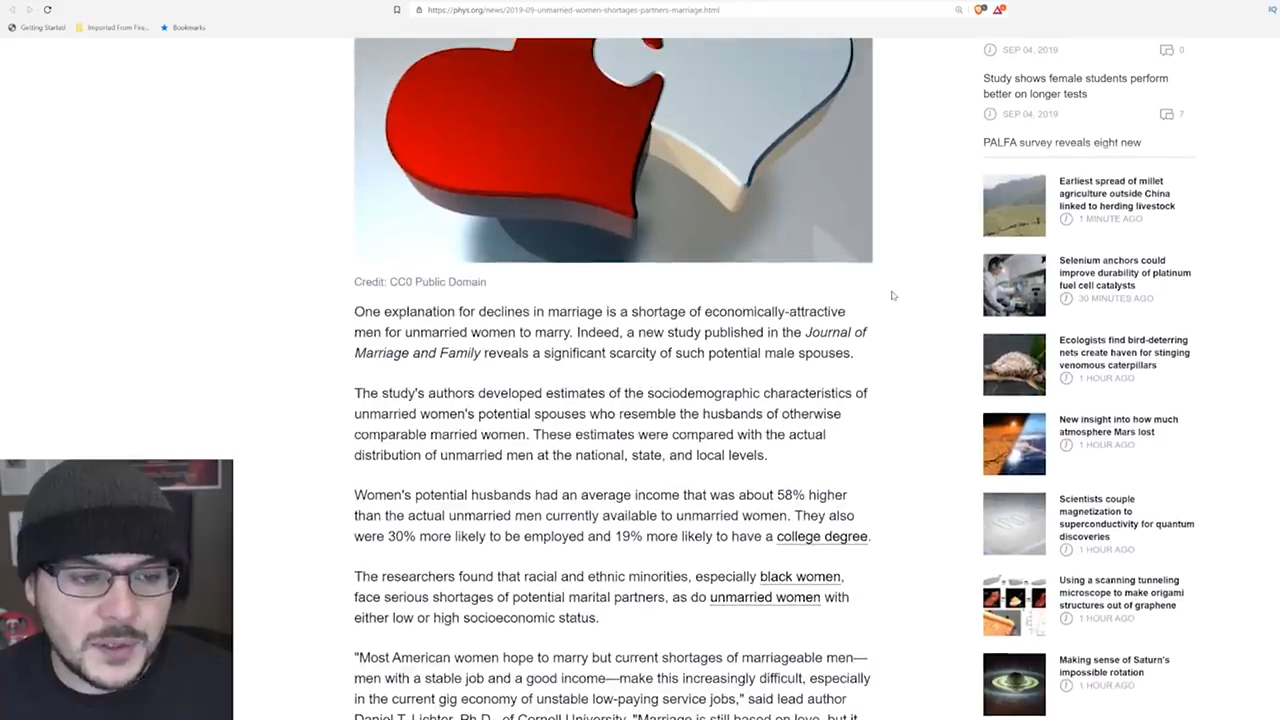 https://phys.org/news/2019-09-unmarried-women-shortages-partners-marriage.html
Getting Started
Imported From Fire...
Bookmarks
Credit: CC0 Public Domain
One explanation for declines in marriage is a shortage of economically-attractive
men for unmarried women to marry. Indeed, a new study published in the Journal of
Marriage and Family reveals a significant scarcity of such potential male spouses.
The study's authors developed estimates of the sociodemographic characteristics of
unmarried women's potential spouses who resemble the husbands of otherwise
comparable married women. These estimates were compared with the actual
distribution of unmarried men at the national, state, and local levels.
Women's potential husbands had an average income that was about 58% higher
than the actual unmarried men currently available to unmarried women. They also
were 30% more likely to be employed and 19% more likely to have a college degree.
The researchers found that racial and ethnic minorities, especially black women,
face serious shortages of potential marital partners, as do unmarried women with
either low or high socioeconomic status.
"Most American women hope to marry but current shortages of marriageable men—
men with a stable job and a good income—make this increasingly difficult, especially
in the current gig economy of unstable low-paying service jobs," said lead author
Daniel T. Lichter, Ph.D., of Cornell University. "Marriage is still based on love, but it
SEP 04, 2019
0
Study shows female students perform
better on longer tests
SEP 04, 2019
7
PALFA survey reveals eight new
Earliest spread of millet
agriculture outside China
linked to herding livestock
1 MINUTE AGO
Selenium anchors could
improve durability of platinum
fuel cell catalysts
30 MINUTES AGO
Ecologists find bird-deterring
nets create haven for stinging
venomous caterpillars
1 HOUR AGO
New insight into how much
atmosphere Mars lost
1 HOUR AGO
Scientists couple
magnetization to
superconductivity for quantum
discoveries
1 HOUR AGO
Using a scanning tunneling
microscope to make origami
structures out of graphene
1 HOUR AGO
Making sense of Saturn's
impossible rotation
1 HOUR AGO